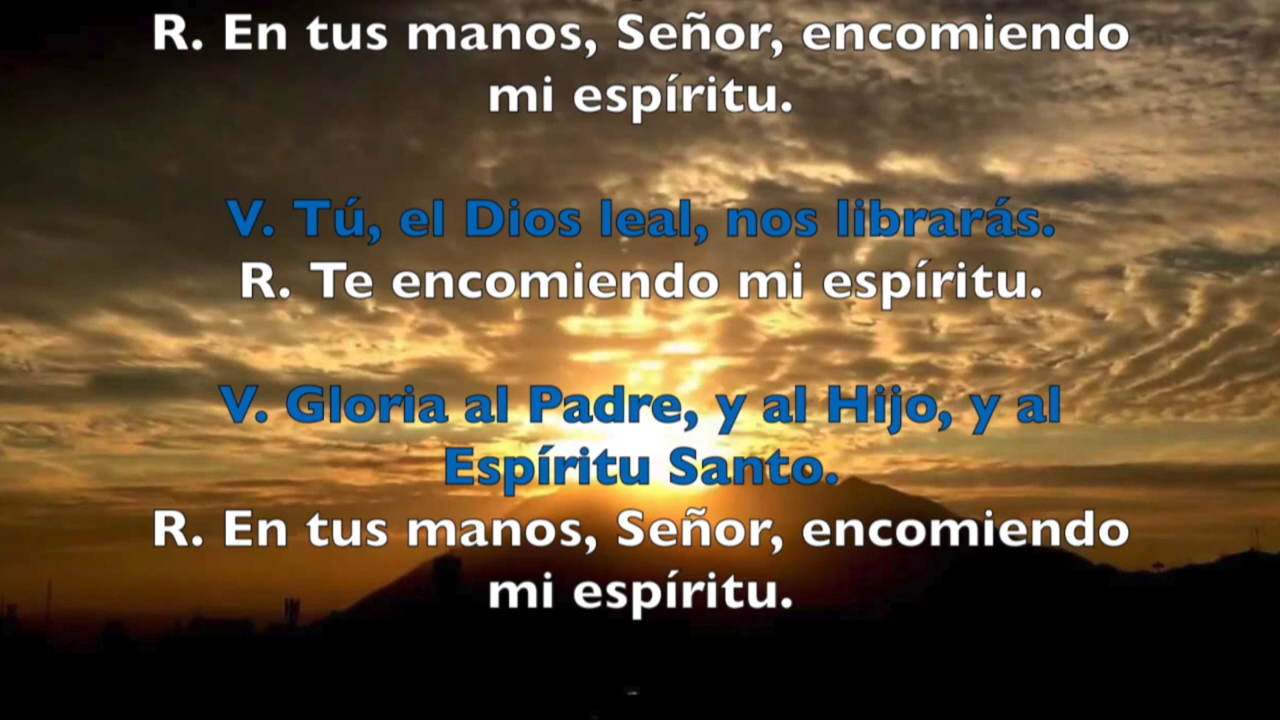 R. En tus manos, Señor, encomiendo
mi espíritu.
V. Tú, el Dios leal, nos librarás.
R. Te encomiendo mi espíritu.
V. Gloria al Padre, y al Hijo, y al
Espíritu Santo.
R. En tus manos, Señor, encomiendo
mi espíritu.